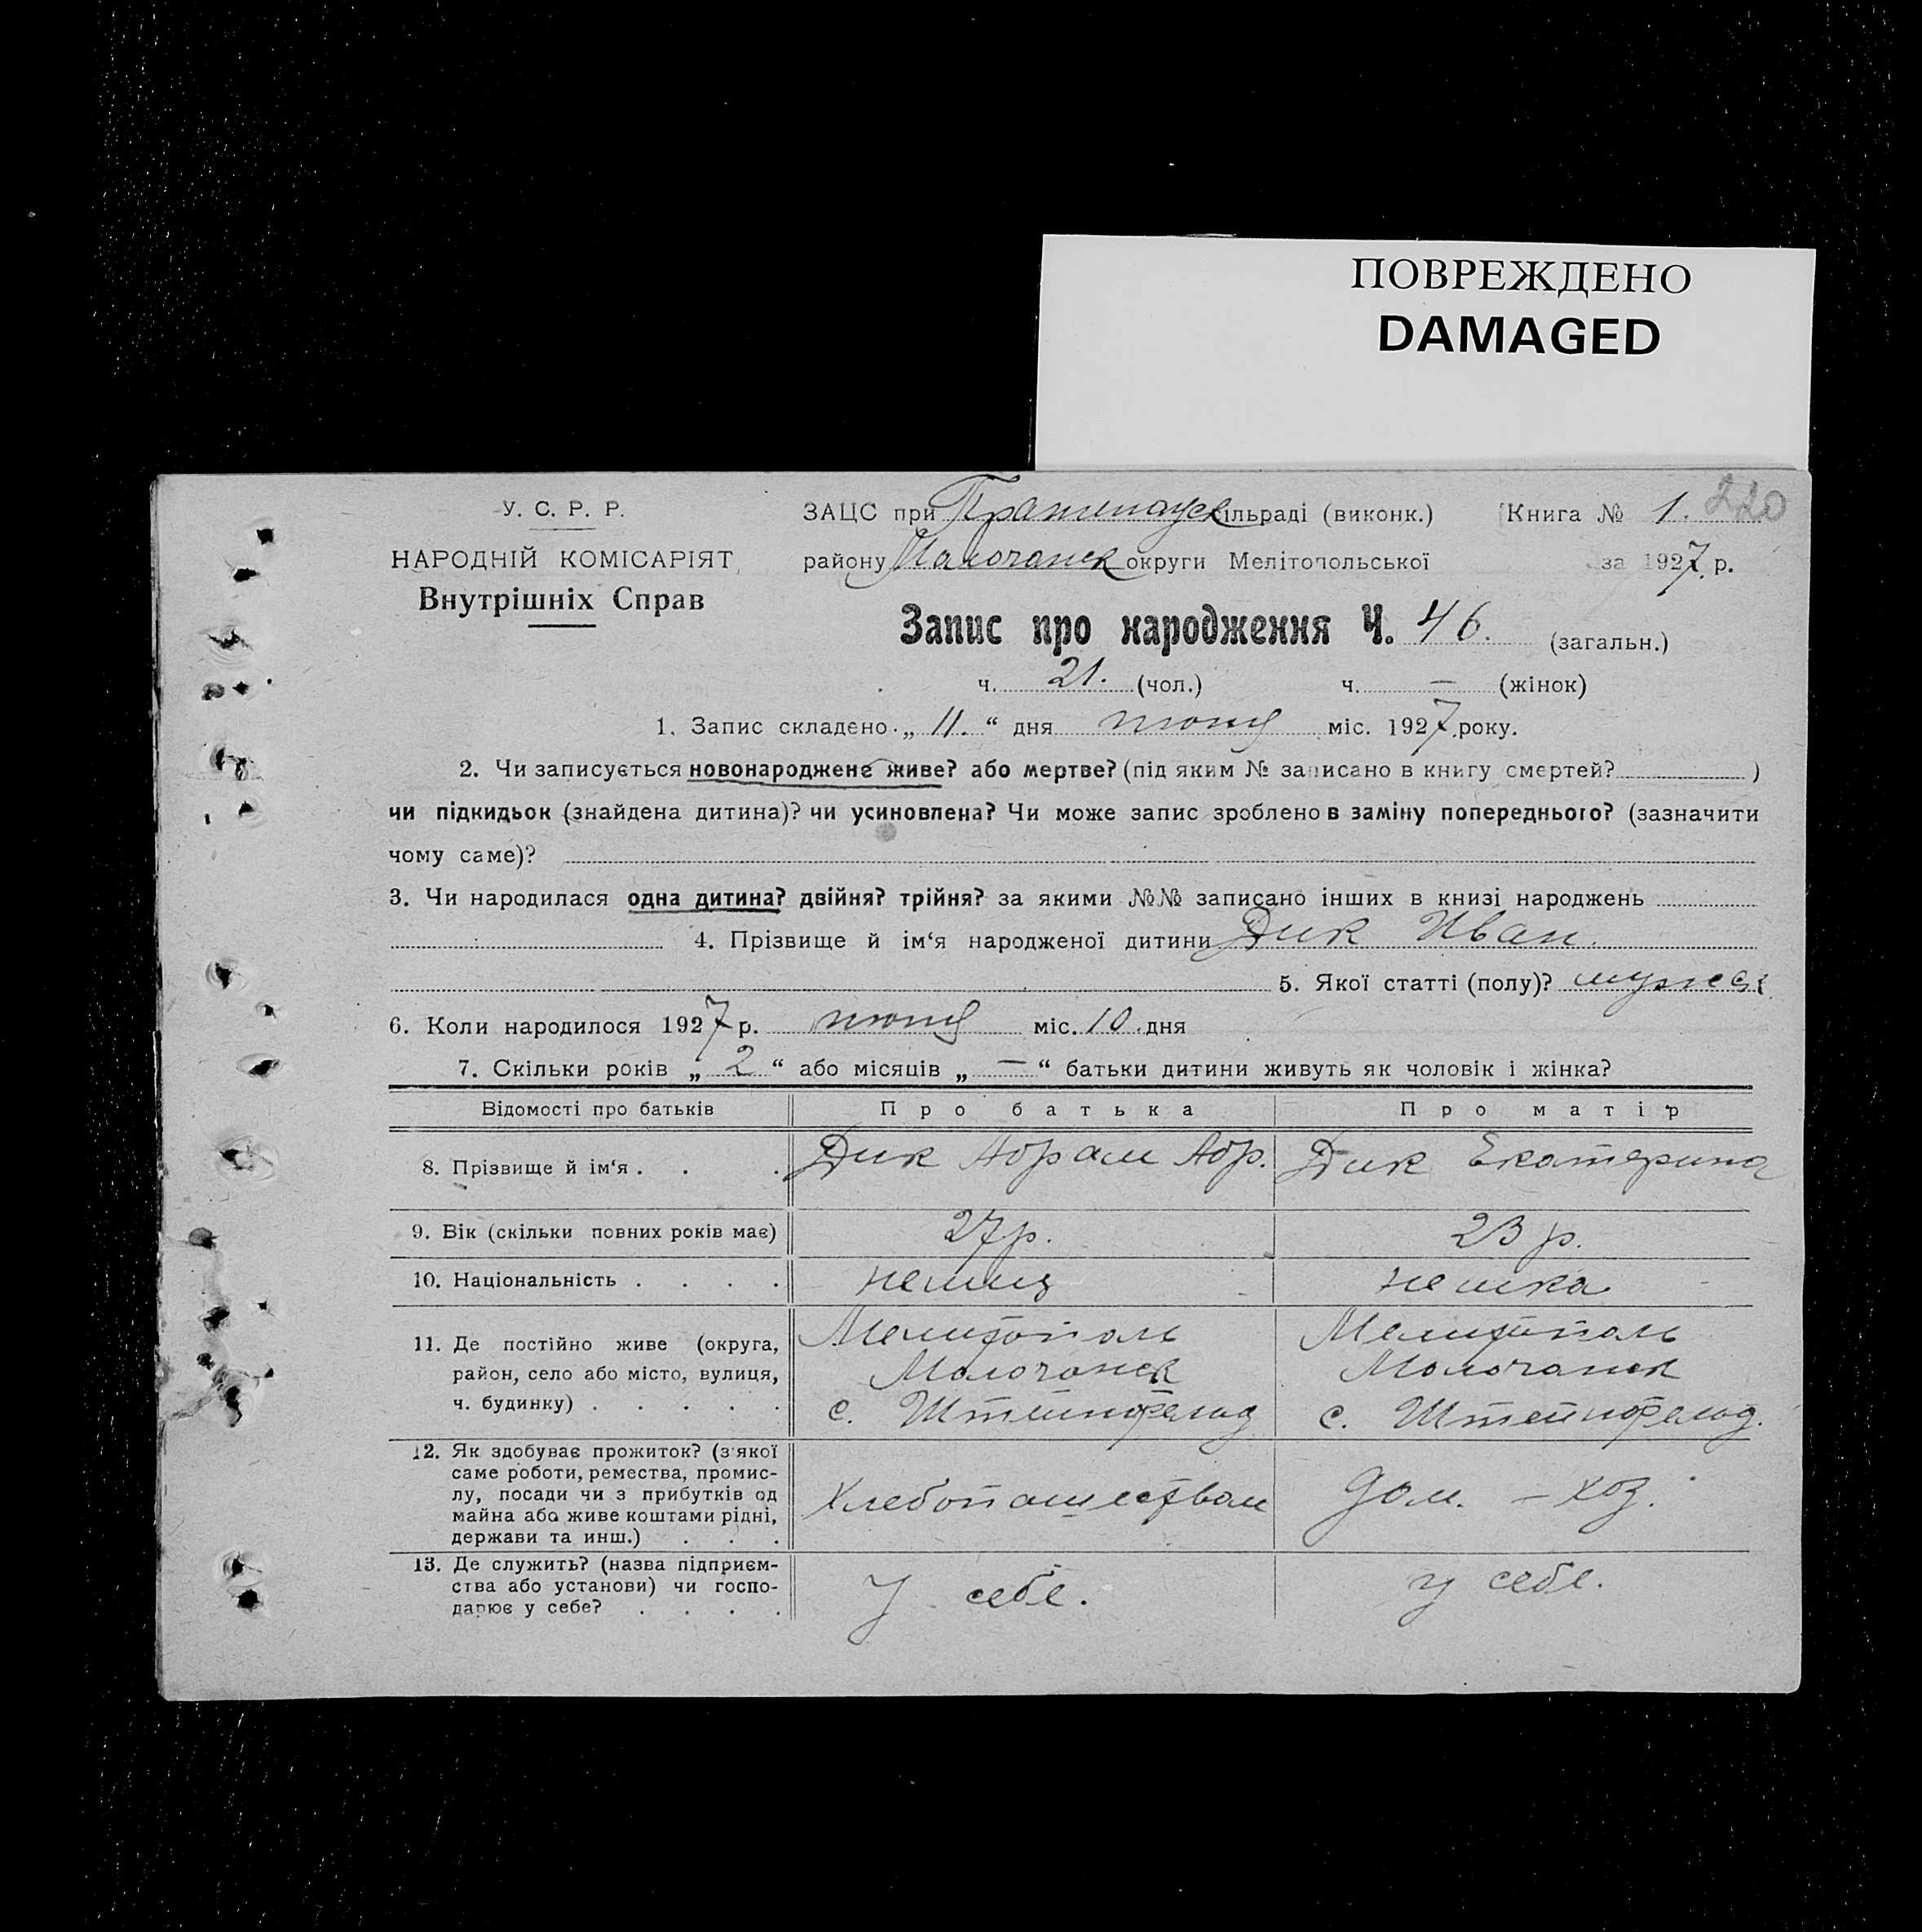 ПОВРЕЖДЕНО
DAMAGED
220
У. С. Р. Р.
НАРОДНІЙ КОМІСАРІЯТ
Внутрішніх Справ
ЗАЦС при сільраді (виконк.) Книга № 1.
району Молочанск округи Мелітопольської за 1927 р.
Запис про народження Ч. 46. (загальн.)
ч. 21. (чол.) ч. — (жінок)
1. Запис складено „ 11. “ дня июня міс. 1927 року.
2. Чи записується новонароджене живе? або мертве? (під яким № записано в книгу смертей? )
чи підкидьок (знайдена дитина)? чи усиновлена? Чи може запис зроблено в заміну попереднього? (зазначити
чому саме)?
3. Чи народилася одна дитина? двійня? трійня? за якими №№ записано інших в книзі народжень
4. Прізвище й ім‘я народженої дитини Дик Иван.
5. Якої статті (полу)? мужеск
6. Коли народилося 1927 р. июня міс. 10 дня
7. Скільки років „ 2 “ або місяців „ — “ батьки дитини живуть як чоловік і жінка?
Відомості про батьків Про батька Про матір
8. Прізвище й ім‘я . . . Дик Абрам Абр. Дик Екатерина
9. Вік (скільки повних років має) 27 р. 23 р.
10. Національність . . . . немец немка
11. Де постійно живе (округа, Мелитополь Мелитополь
район, село або місто, вулиця, Молочанск Молочанск
ч. будинку) . . . . . с. Штейнфельд с. Штейнфельд.
12. Як здобуває прожиток? (з якої
саме роботи, ремества, промис-
лу, посади чи з прибутків од Хлебопашеством Дом. – хоз.
майна або живе коштами рідні,
держави та инш.) . . .
13. Де служить? (назва підприєм-
ства або установи) чи госпо- У себе. у себе.
дарює у себе? . . . .